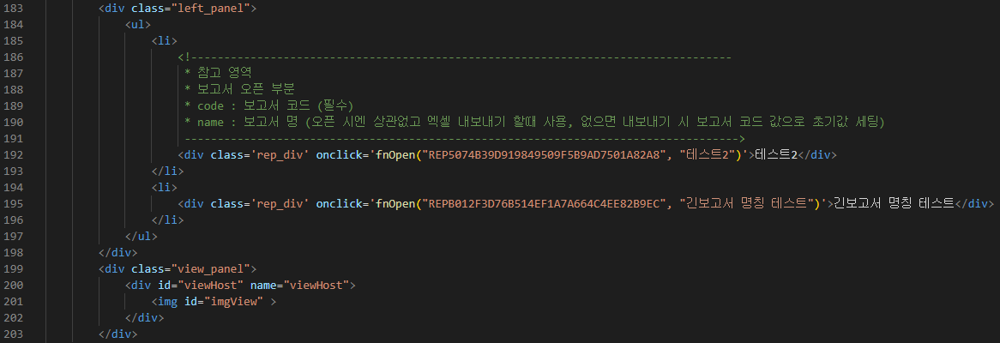 183 <div class="left_panel">
184 <ul>
185 <li>
186 <!----------------------------------------------------------------------------------
187 * 참고 영역
188 * 보고서 오픈 부분
189 * code : 보고서 코드 (필수)
190 * name : 보고서 명 (오픈 시엔 상관없고 엑셀 내보내기 할때 사용, 없으면 내보내기 시 보고서 코드 값으로 초기값 세팅)
191 ------------------------------------------------------------------------------------>
192 <div class='rep_div' onclick='fnOpen("REP5074B39D919849509F5B9AD7501A82A8", "테스트2")'>테스트2</div>
193 </li>
194 <li>
195 <div class='rep_div' onclick='fnOpen("REPB012F3D76B514EF1A7A664C4EE82B9EC", "긴보고서 명칭 테스트")'>긴보고서 명칭 테스트</div>
196 </li>
197 </ul>
198 </div>
199 <div class="view_panel">
200 <div id="viewHost" name="viewHost">
201 <img id="imgView" >
202 </div>
203 </div>